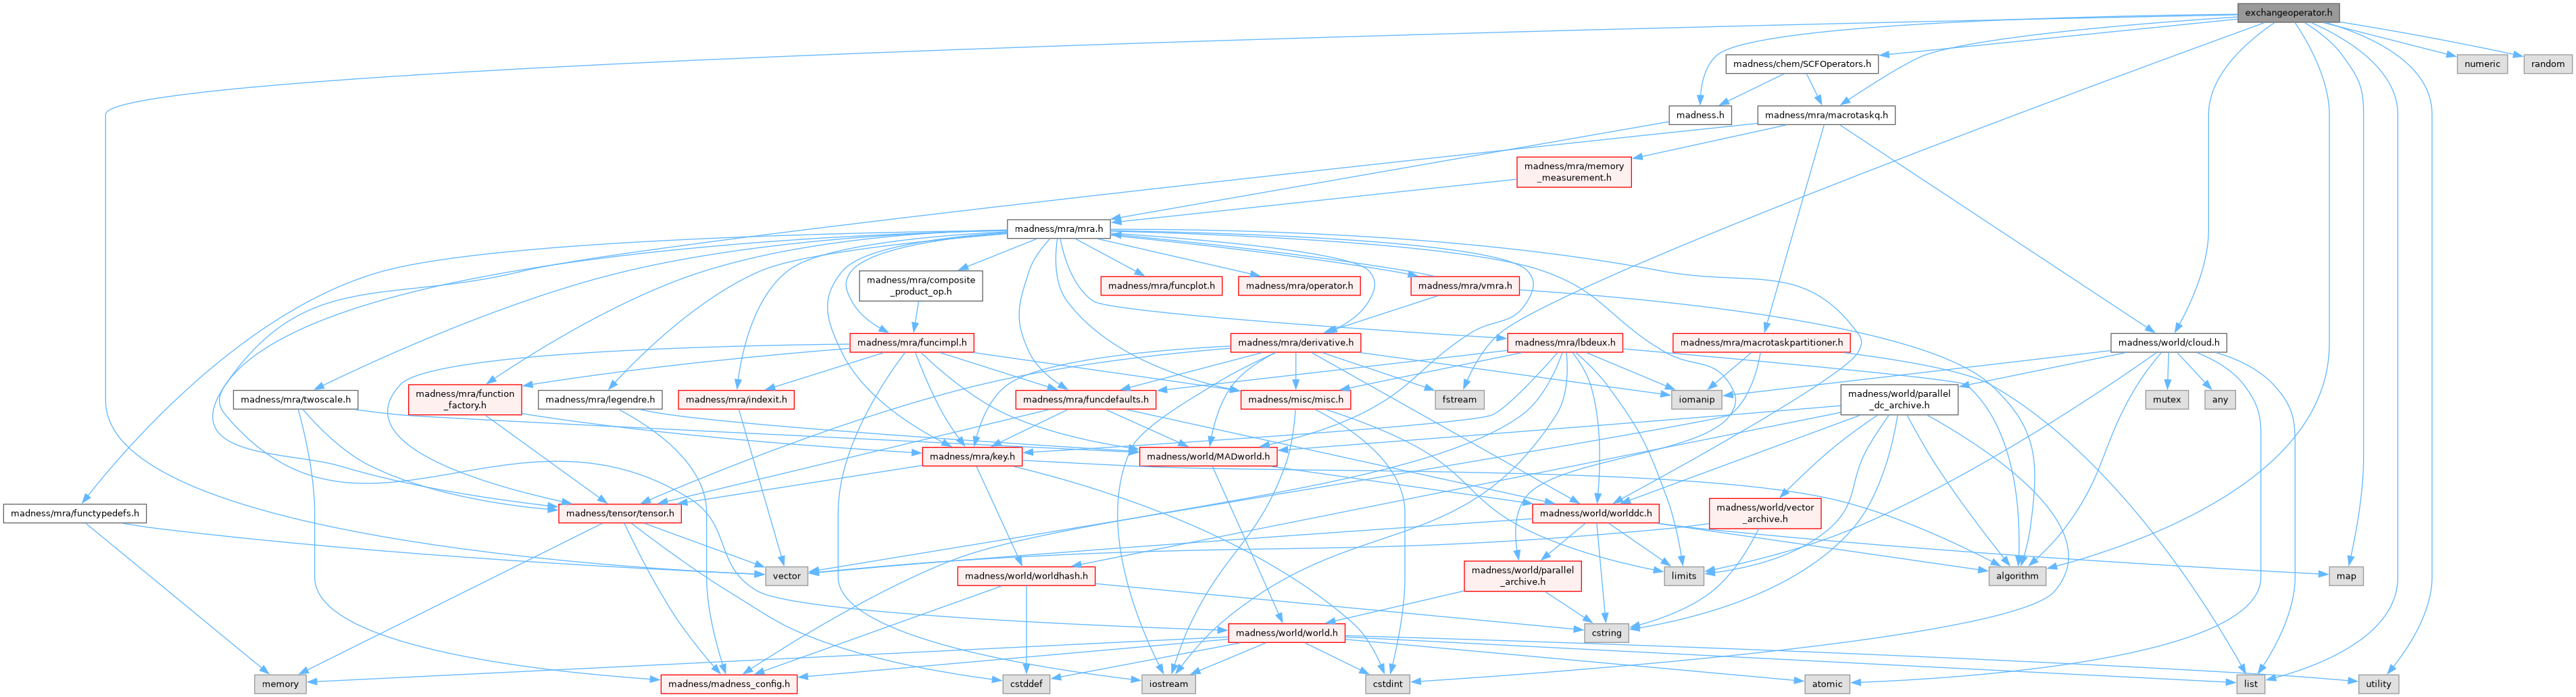 exchangeoperator.h
madness/chem/SCFOperators.h
numeric
random
madness.h
madness/mra/macrotaskq.h
madness/mra/memory
_measurement.h
madness/mra/mra.h
madness/mra/composite
_product_op.h
madness/mra/funcplot.h
madness/mra/operator.h
madness/mra/vmra.h
madness/mra/funcimpl.h
madness/mra/derivative.h
madness/mra/lbdeux.h
madness/mra/macrotaskpartitioner.h
madness/world/cloud.h
madness/mra/twoscale.h
madness/mra/function
_factory.h
madness/mra/legendre.h
madness/mra/indexit.h
madness/mra/funcdefaults.h
madness/misc/misc.h
fstream
iomanip
madness/world/parallel
_dc_archive.h
mutex
any
madness/mra/key.h
madness/world/MADworld.h
madness/mra/functypedefs.h
madness/tensor/tensor.h
madness/world/worlddc.h
madness/world/vector
_archive.h
vector
madness/world/worldhash.h
madness/world/parallel
_archive.h
limits
algorithm
map
madness/world/world.h
cstring
memory
madness/madness_config.h
cstddef
iostream
cstdint
atomic
list
utility